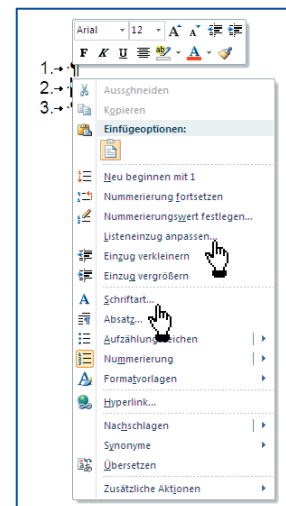 Arial 12 A A
F K U ab A
1.→ ¶
2.→
3.→
Ausschneiden
Kopieren
Einfügeoptionen:
Neu beginnen mit 1
Nummerierung fortsetzen
Nummerierungswert festlegen...
Listeneinzug anpassen...
Einzug verkleinern
Einzug vergrößern
A Schriftart...
Absatz...
Aufzählungszeichen
Nummerierung
Formatvorlagen
Hyperlink...
Nachschlagen
Synonyme
Übersetzen
Zusätzliche Aktionen